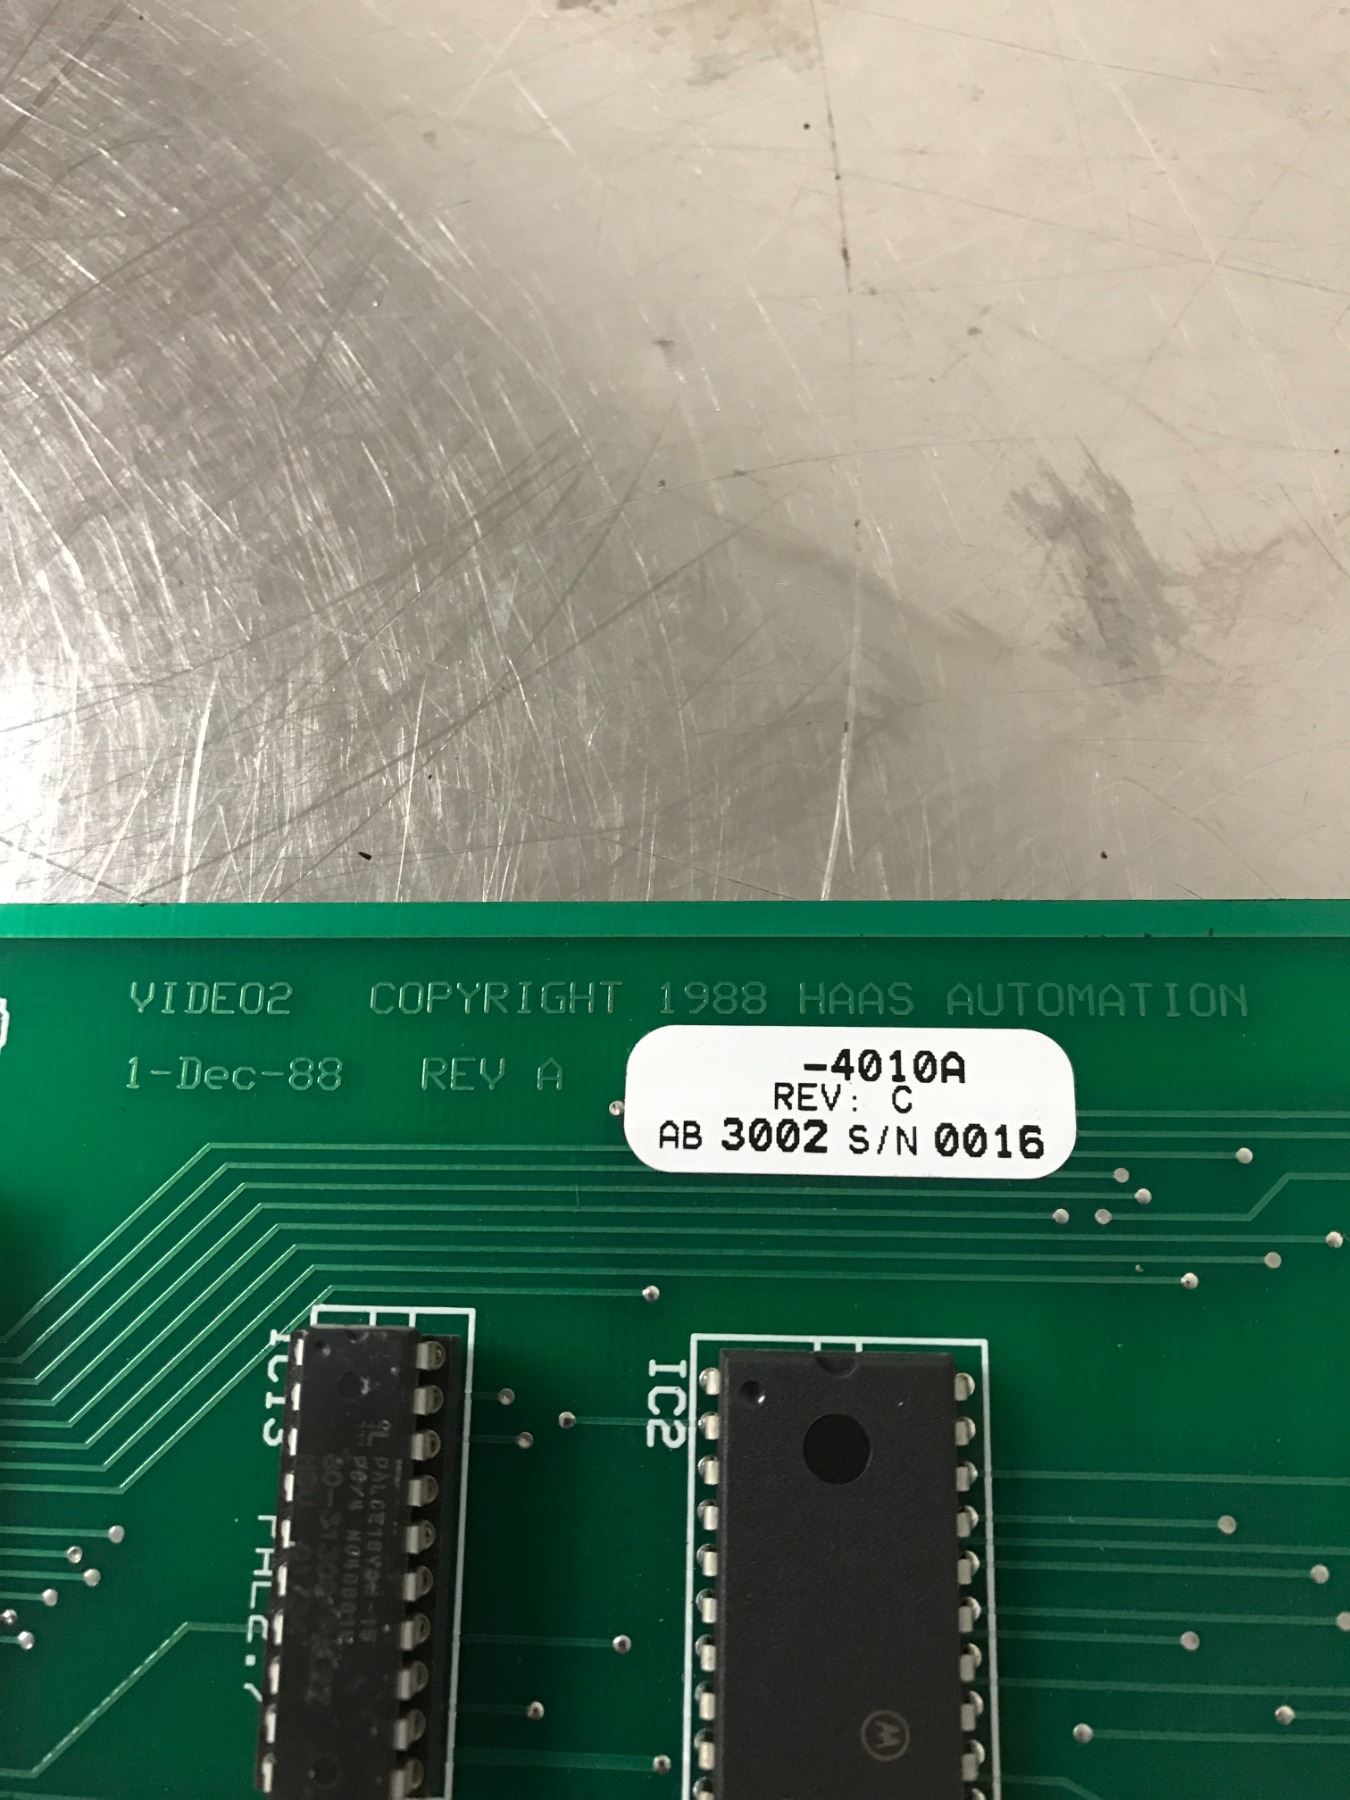 VIDEO2 COPYRIGHT 1988 HAAS AUTOMATION
1-Dec-88 REV A
-4010A
REV: C
AB 3002 S/N 0016
IC13
IC2